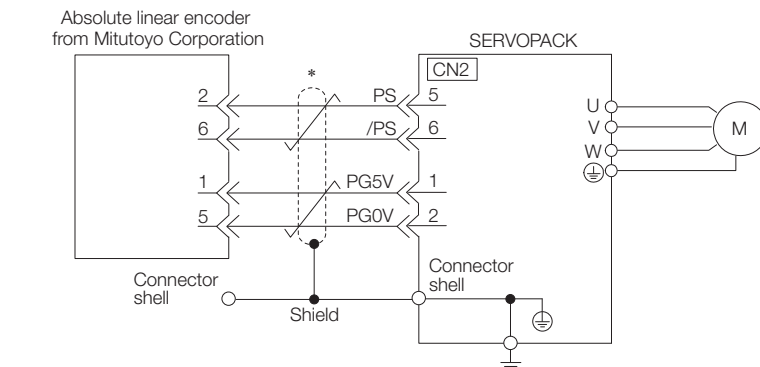 Absolute linear encoder
from Mitutoyo Corporation
SERVOPACK
CN2
*
2 PS 5
6 /PS 6
1 PG5V 1
5 PG0V 2
U
V
W
M
Connector
shell
Shield
Connector
shell